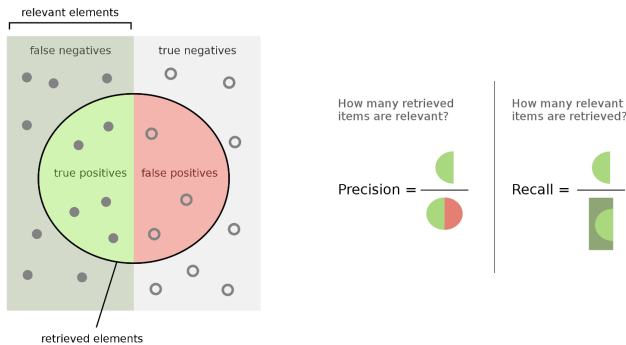 relevant elements
false negatives
true negatives
true positives
false positives
retrieved elements
How many retrieved
items are relevant?
Precision =
How many relevant
items are retrieved?
Recall =